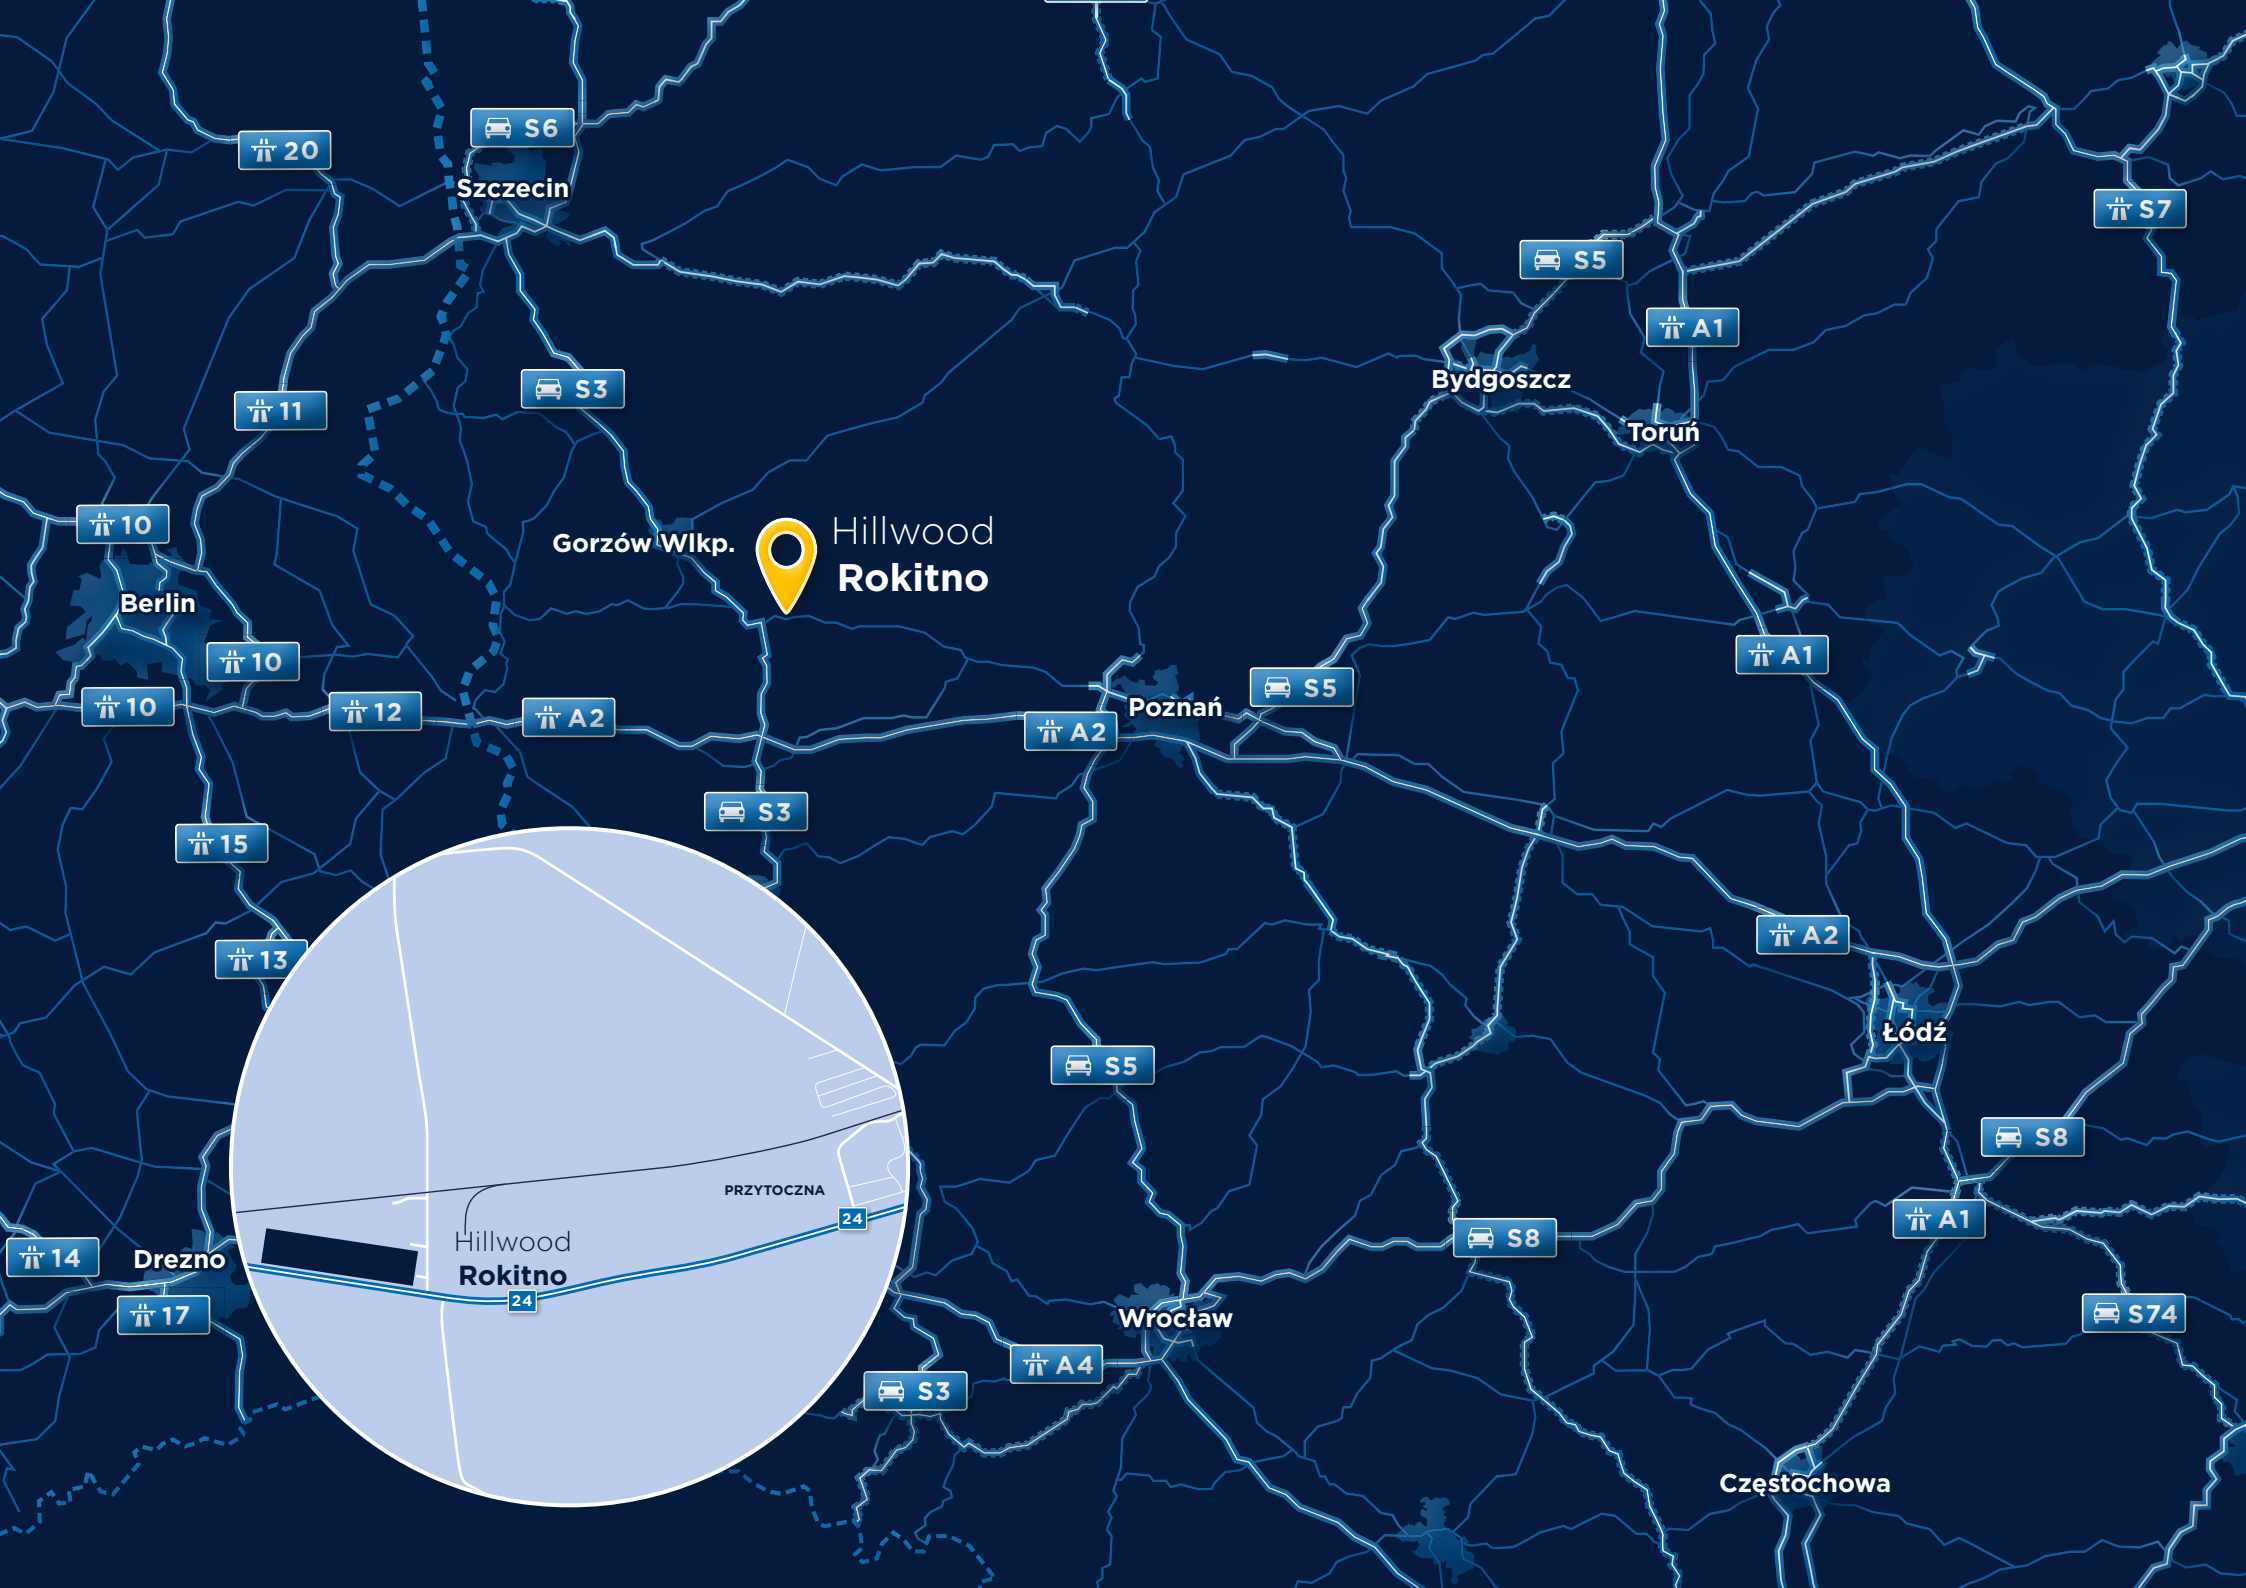 S6
20
Szczecin
S7
S5
A1
S3
11
Bydgoszcz
Toruń
10
Gorzów Wlkp.
Hillwood
Rokitno
Berlin
10
A1
10
12
A2
S5
Poznań
A2
S3
15
A2
13
Łódź
S5
S8
PRZYTOCZNA
24
A1
Hillwood
Rokitno
24
S8
14
Drezno
17
Wrocław
S74
A4
S3
Częstochowa